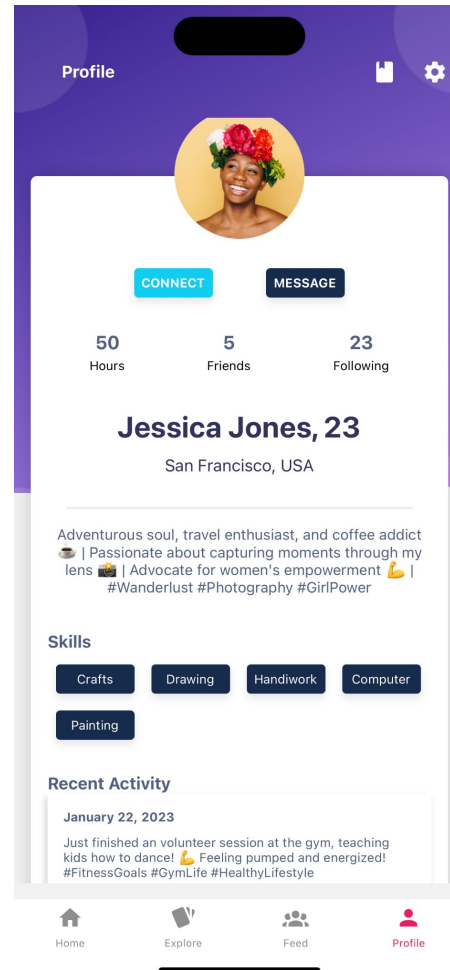 Profile
CONNECT
MESSAGE
50
5
23
Hours
Friends
Following
Jessica Jones, 23
San Francisco, USA
Adventurous soul, travel enthusiast, and coffee addict
☕ | Passionate about capturing moments through my
lens 📸 | Advocate for women's empowerment 💪 |
#Wanderlust #Photography #GirlPower
Skills
Crafts
Drawing
Handiwork
Computer
Painting
Recent Activity
January 22, 2023
Just finished an volunteer session at the gym, teaching
kids how to dance! 💪 Feeling pumped and energized!
#FitnessGoals #GymLife #HealthyLifestyle
Home
Explore
Feed
Profile